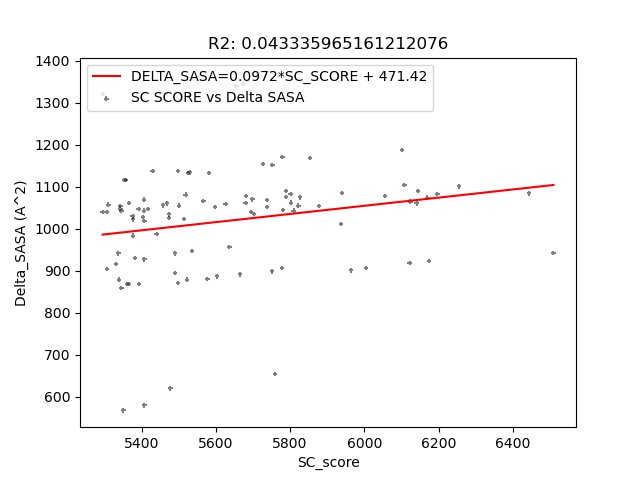 R2: 0.043335965161212076
DELTA_SASA=0.0972*SC_SCORE + 471.42
SC SCORE vs Delta SASA
Delta_SASA (A^2)
1400
1300
1200
1100
1000
900
800
700
600
5400 5600 5800 6000 6200 6400
SC_score